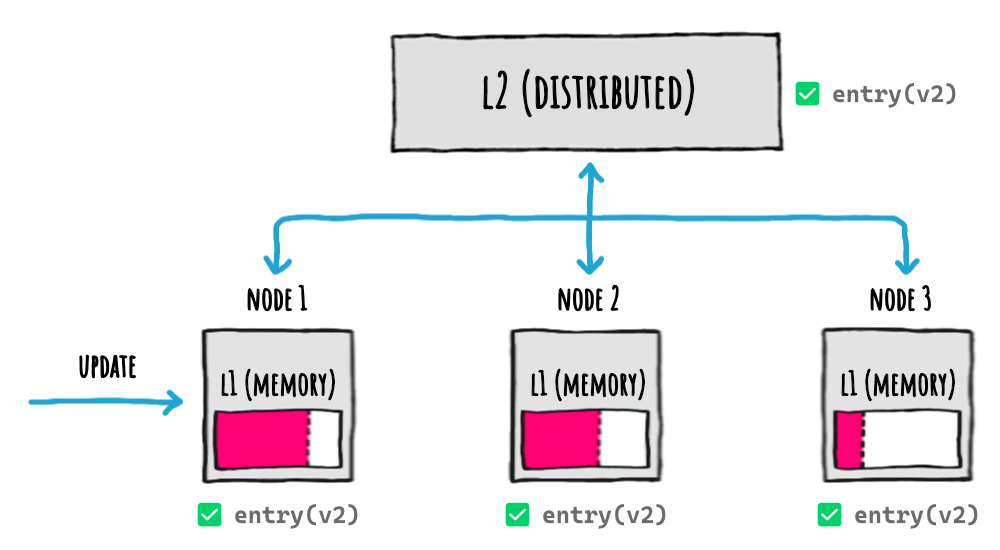 L2 (DISTRIBUTED)
entry(v2)
NODE 1
NODE 2
NODE 3
UPDATE
L1 (MEMORY)
L1 (MEMORY)
L1 (MEMORY)
entry(v2)
entry(v2)
entry(v2)